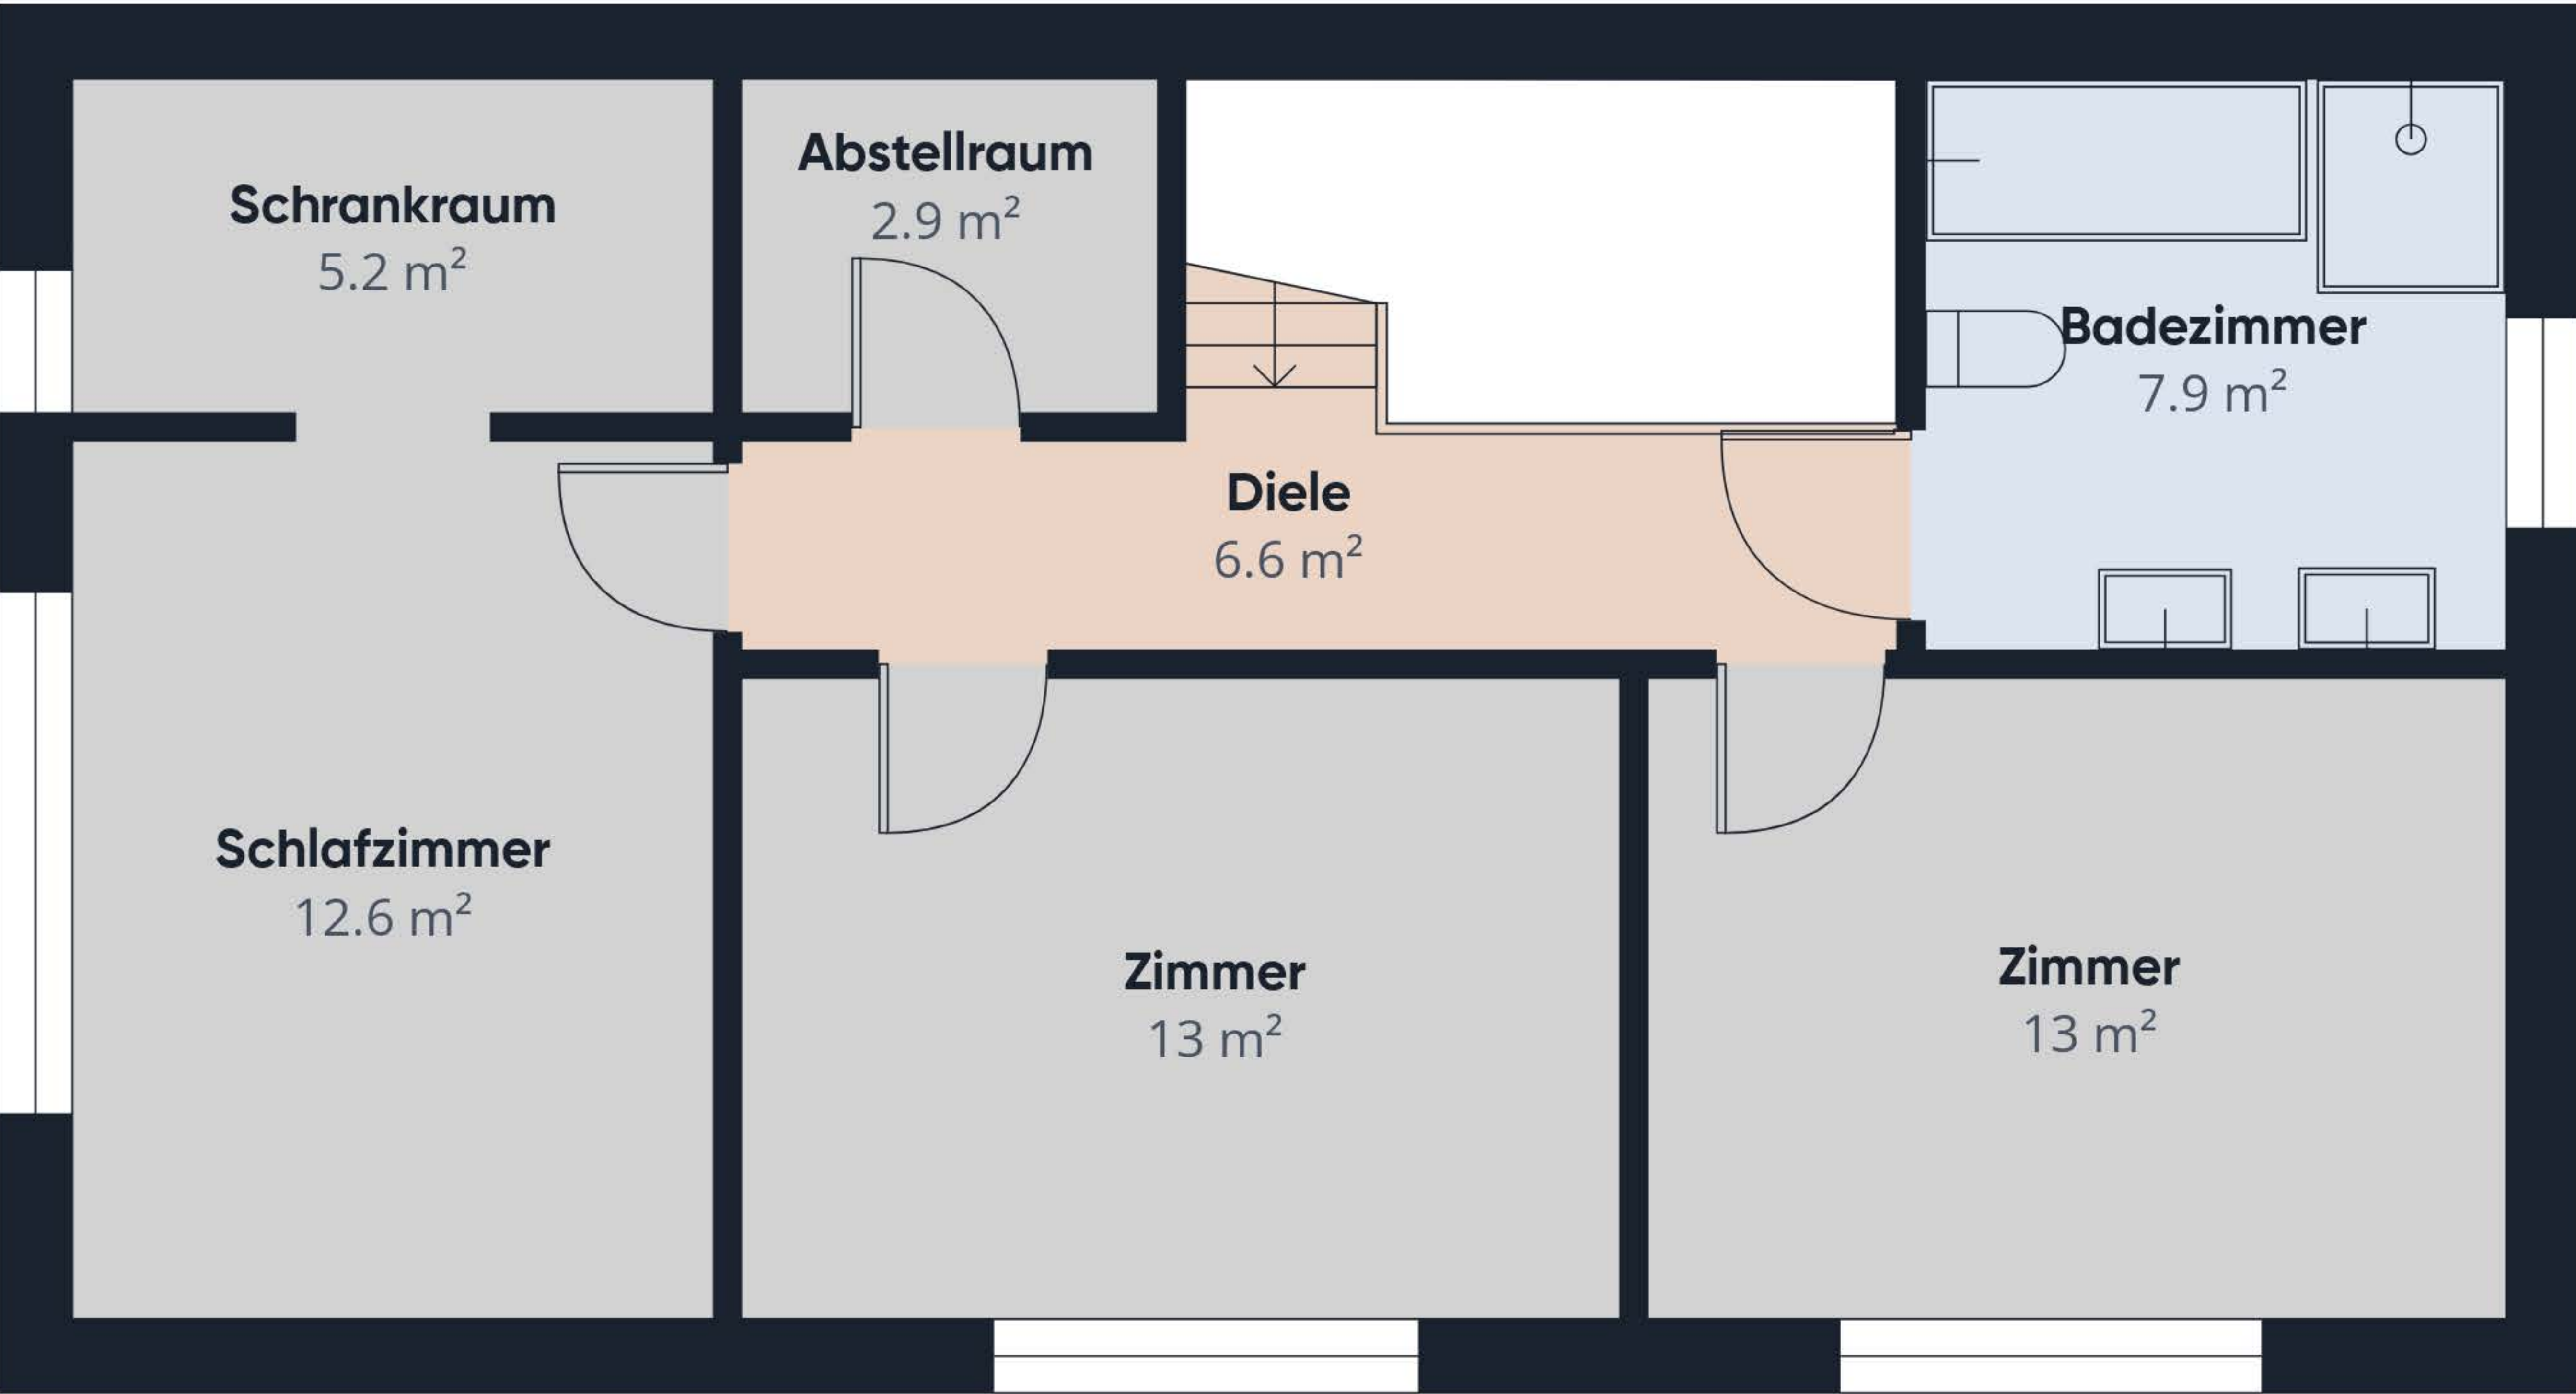 Schrankraum
5.2 m²
Abstellraum
2.9 m²
Badezimmer
7.9 m²
Diele
6.6 m²
Schlafzimmer
12.6 m²
Zimmer
13 m²
Zimmer
13 m²